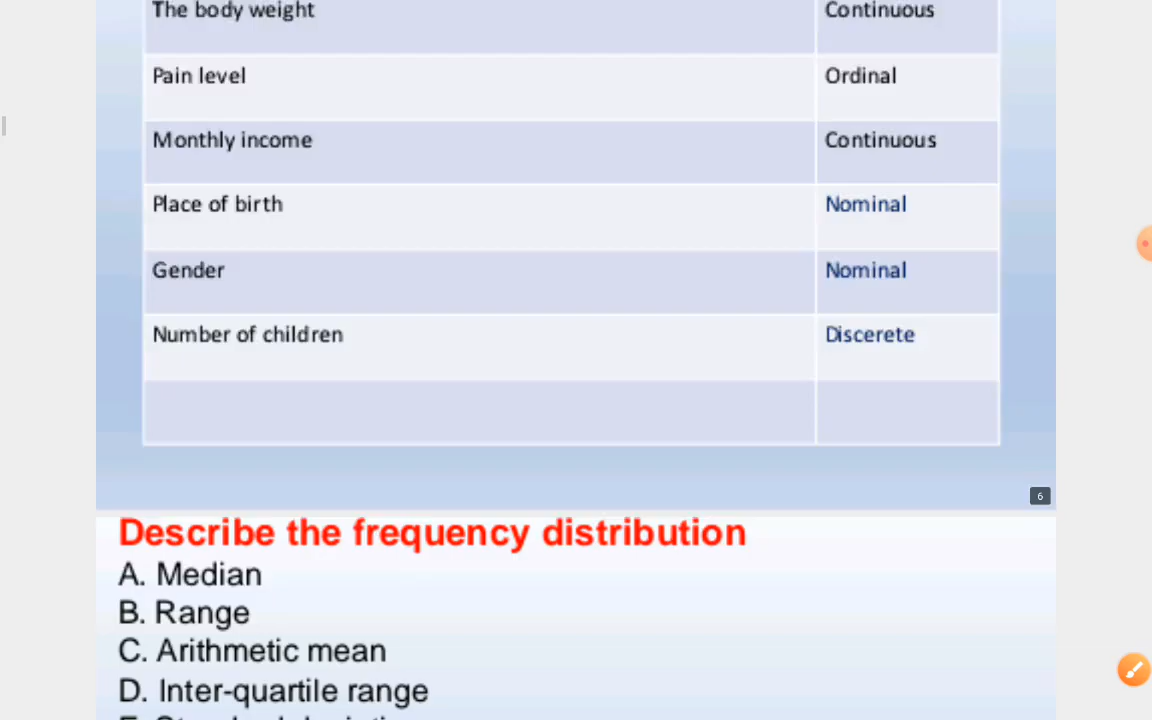 The body weight Continuous
Pain level Ordinal
Monthly income Continuous
Place of birth Nominal
Gender Nominal
Number of children Discerete
6
Describe the frequency distribution
A. Median
B. Range
C. Arithmetic mean
D. Inter-quartile range